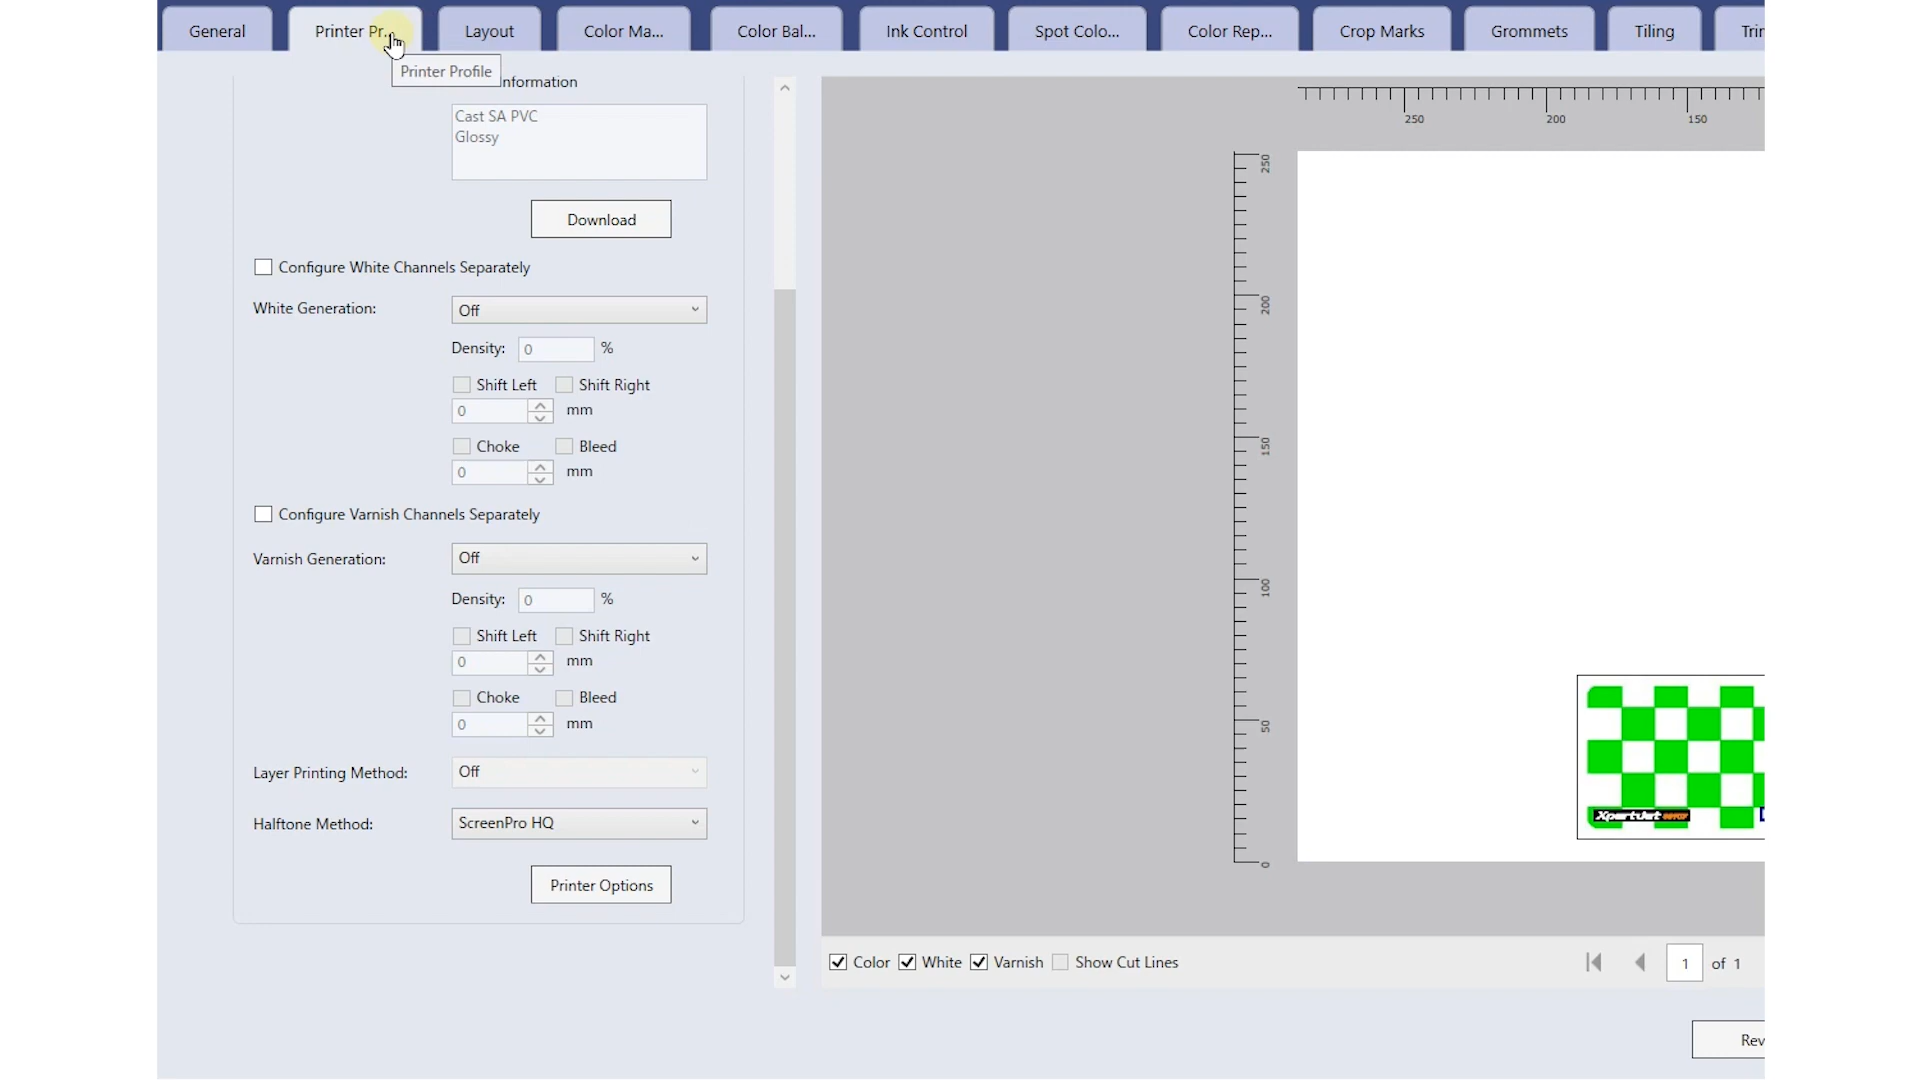 General
Printer Pr...
Layout
Color Ma...
Color Bal...
Ink Control
Spot Colo...
Color Rep...
Crop Marks
Grommets
Tiling
Printer Profile
Cast SA PVC
Glossy
Download
Configure White Channels Separately
White Generation: Off
Density: 0 %
Shift Left Shift Right
0 mm
Choke Bleed
0 mm
Configure Varnish Channels Separately
Varnish Generation: Off
Density: 0 %
Shift Left Shift Right
0 mm
Choke Bleed
0 mm
Layer Printing Method: Off
Halftone Method: ScreenPro HQ
Printer Options
250 200 150
250
200
150
100
50
0
XpertJet
Color White Varnish Show Cut Lines
1 of 1